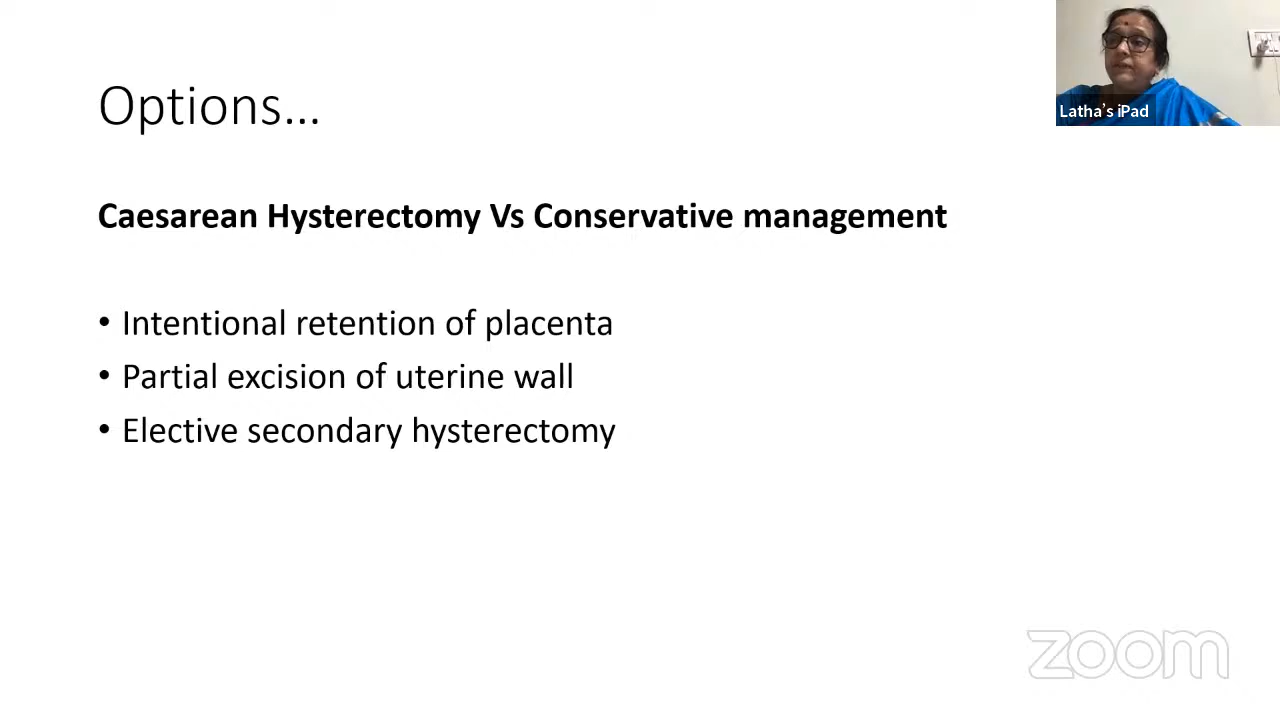 Options...
Latha's iPad
Caesarean Hysterectomy Vs Conservative management
• Intentional retention of placenta
• Partial excision of uterine wall
• Elective secondary hysterectomy
zoom